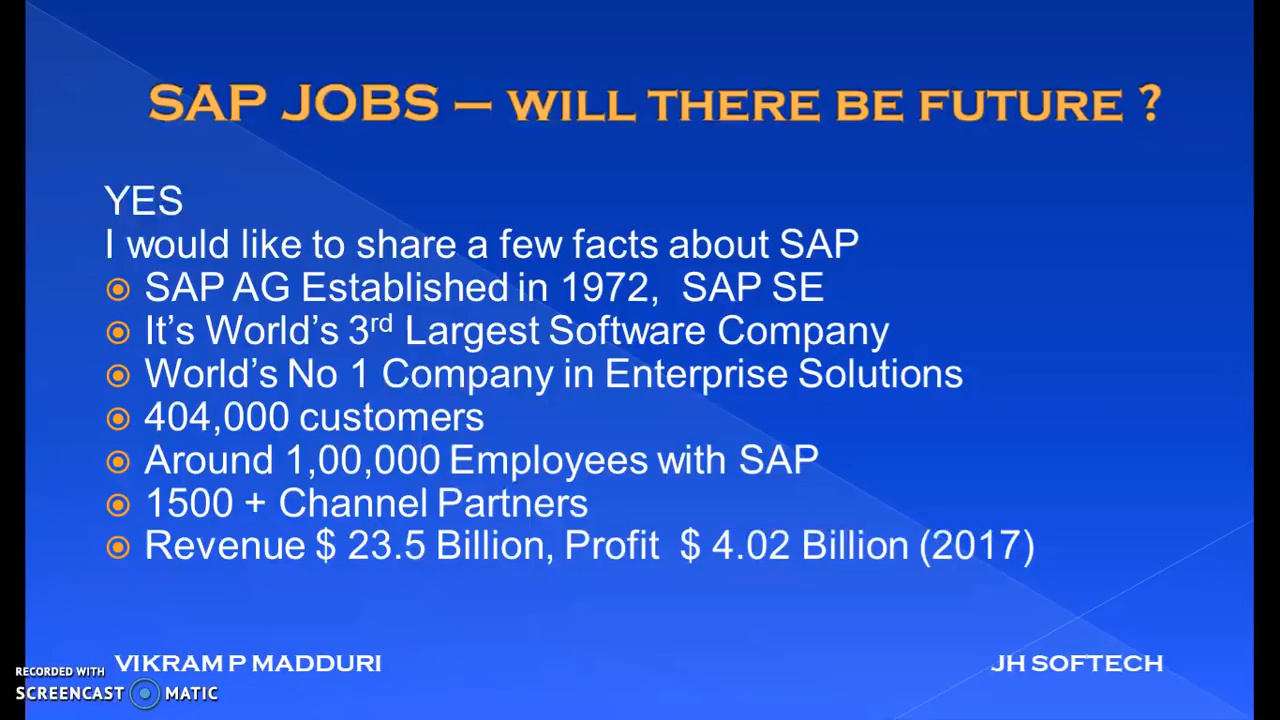 SAP JOBS – WILL THERE BE FUTURE ?
YES
I would like to share a few facts about SAP
SAP AG Established in 1972, SAP SE
It's World's 3rd Largest Software Company
World's No 1 Company in Enterprise Solutions
404,000 customers
Around 1,00,000 Employees with SAP
1500 + Channel Partners
Revenue $ 23.5 Billion, Profit $ 4.02 Billion (2017)
VIKRAM P MADDURI
JH SOFTECH
RECORDED WITH
SCREENCAST MATIC